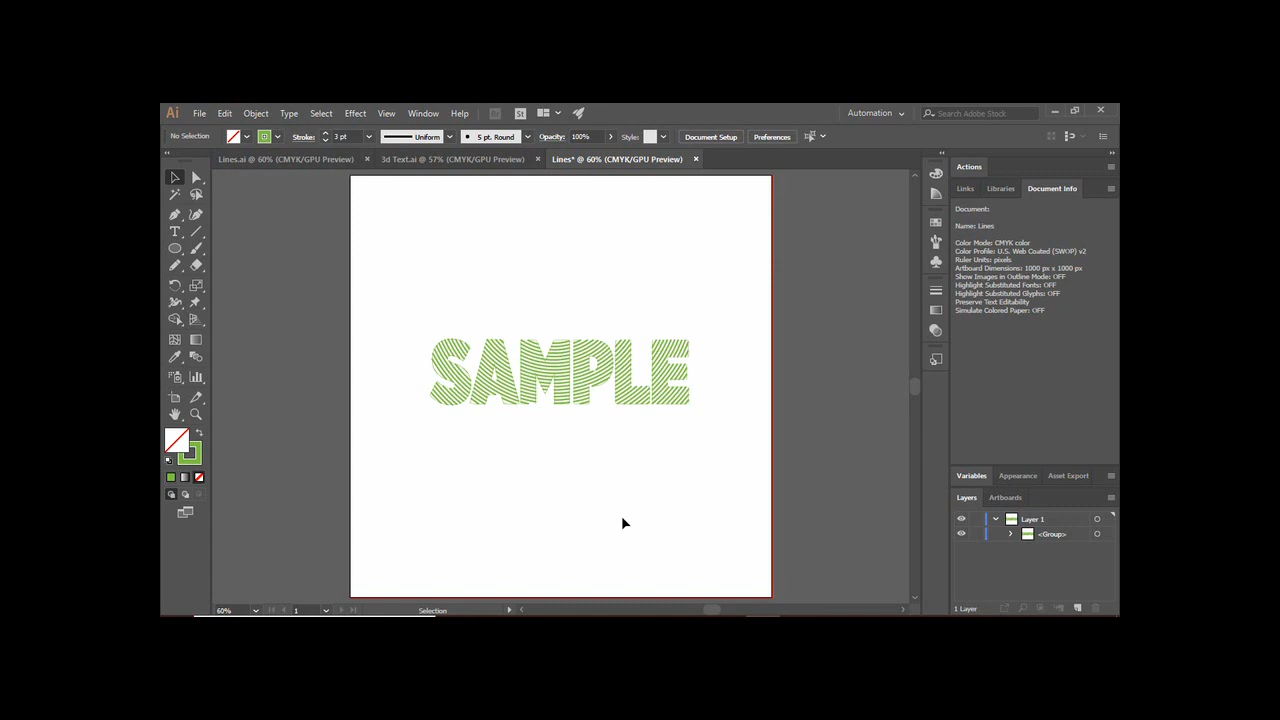 Ai File Edit Object Type Select Effect View Window Help Br St Automation Search Adobe Stock
No Selection Stroke: 3 pt Uniform 5 pt. Round Opacity: 100% Style: Document Setup Preferences
Lines.ai @ 60% (CMYK/GPU Preview) × 3d Text.ai @ 57% (CMYK/GPU Preview) × Lines* @ 60% (CMYK/GPU Preview) ×
Actions
Links Libraries Document Info
Document:
Name: Lines
Color Mode: CMYK color
Color Profile: U.S. Web Coated (SWOP) v2
Ruler Units: pixels
Artboard Dimensions: 1000 px x 1000 px
Show Images in Outline Mode: OFF
Highlight Substituted Fonts: OFF
Highlight Substituted Glyphs: OFF
Preserve Text Editability
Simulate Colored Paper: OFF
SAMPLE
Variables Appearance Asset Export
Layers Artboards
Layer 1
<Group>
1 Layer
60% 1 Selection